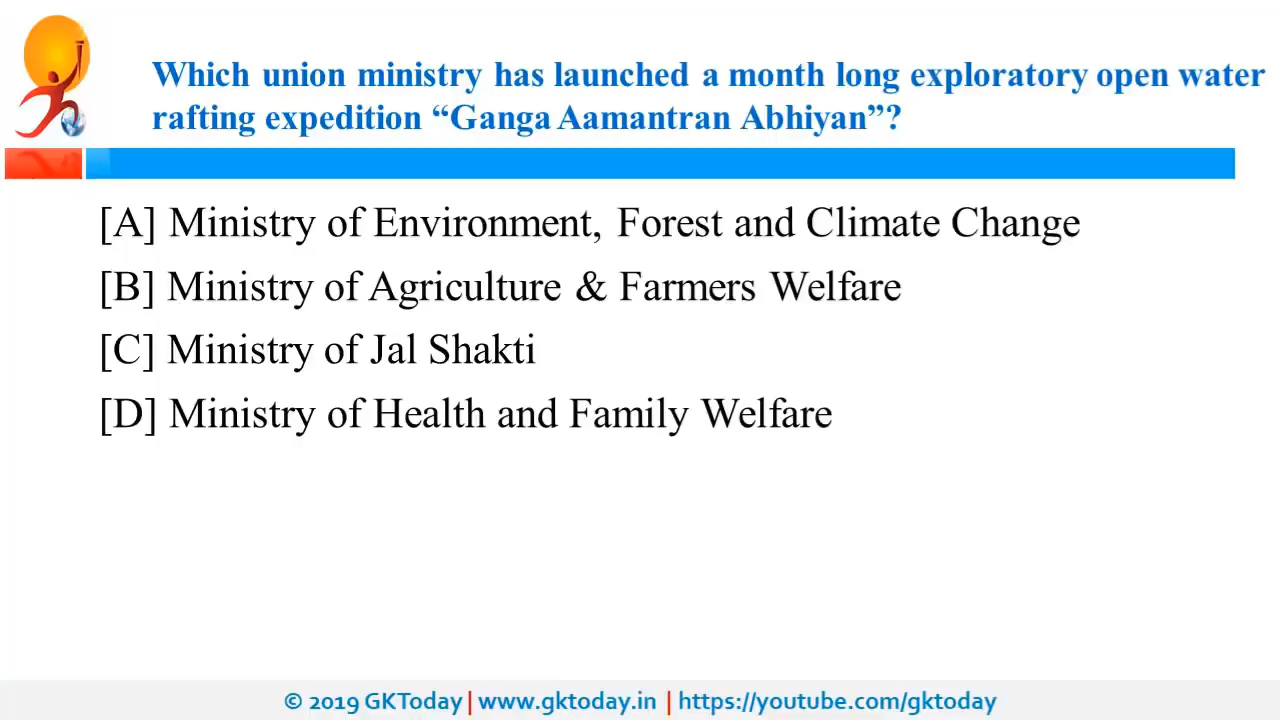 Which union ministry has launched a month long exploratory open water
rafting expedition “Ganga Aamantran Abhiyan”?
[A] Ministry of Environment, Forest and Climate Change
[B] Ministry of Agriculture & Farmers Welfare
[C] Ministry of Jal Shakti
[D] Ministry of Health and Family Welfare
© 2019 GKToday | www.gktoday.in | https://youtube.com/gktoday